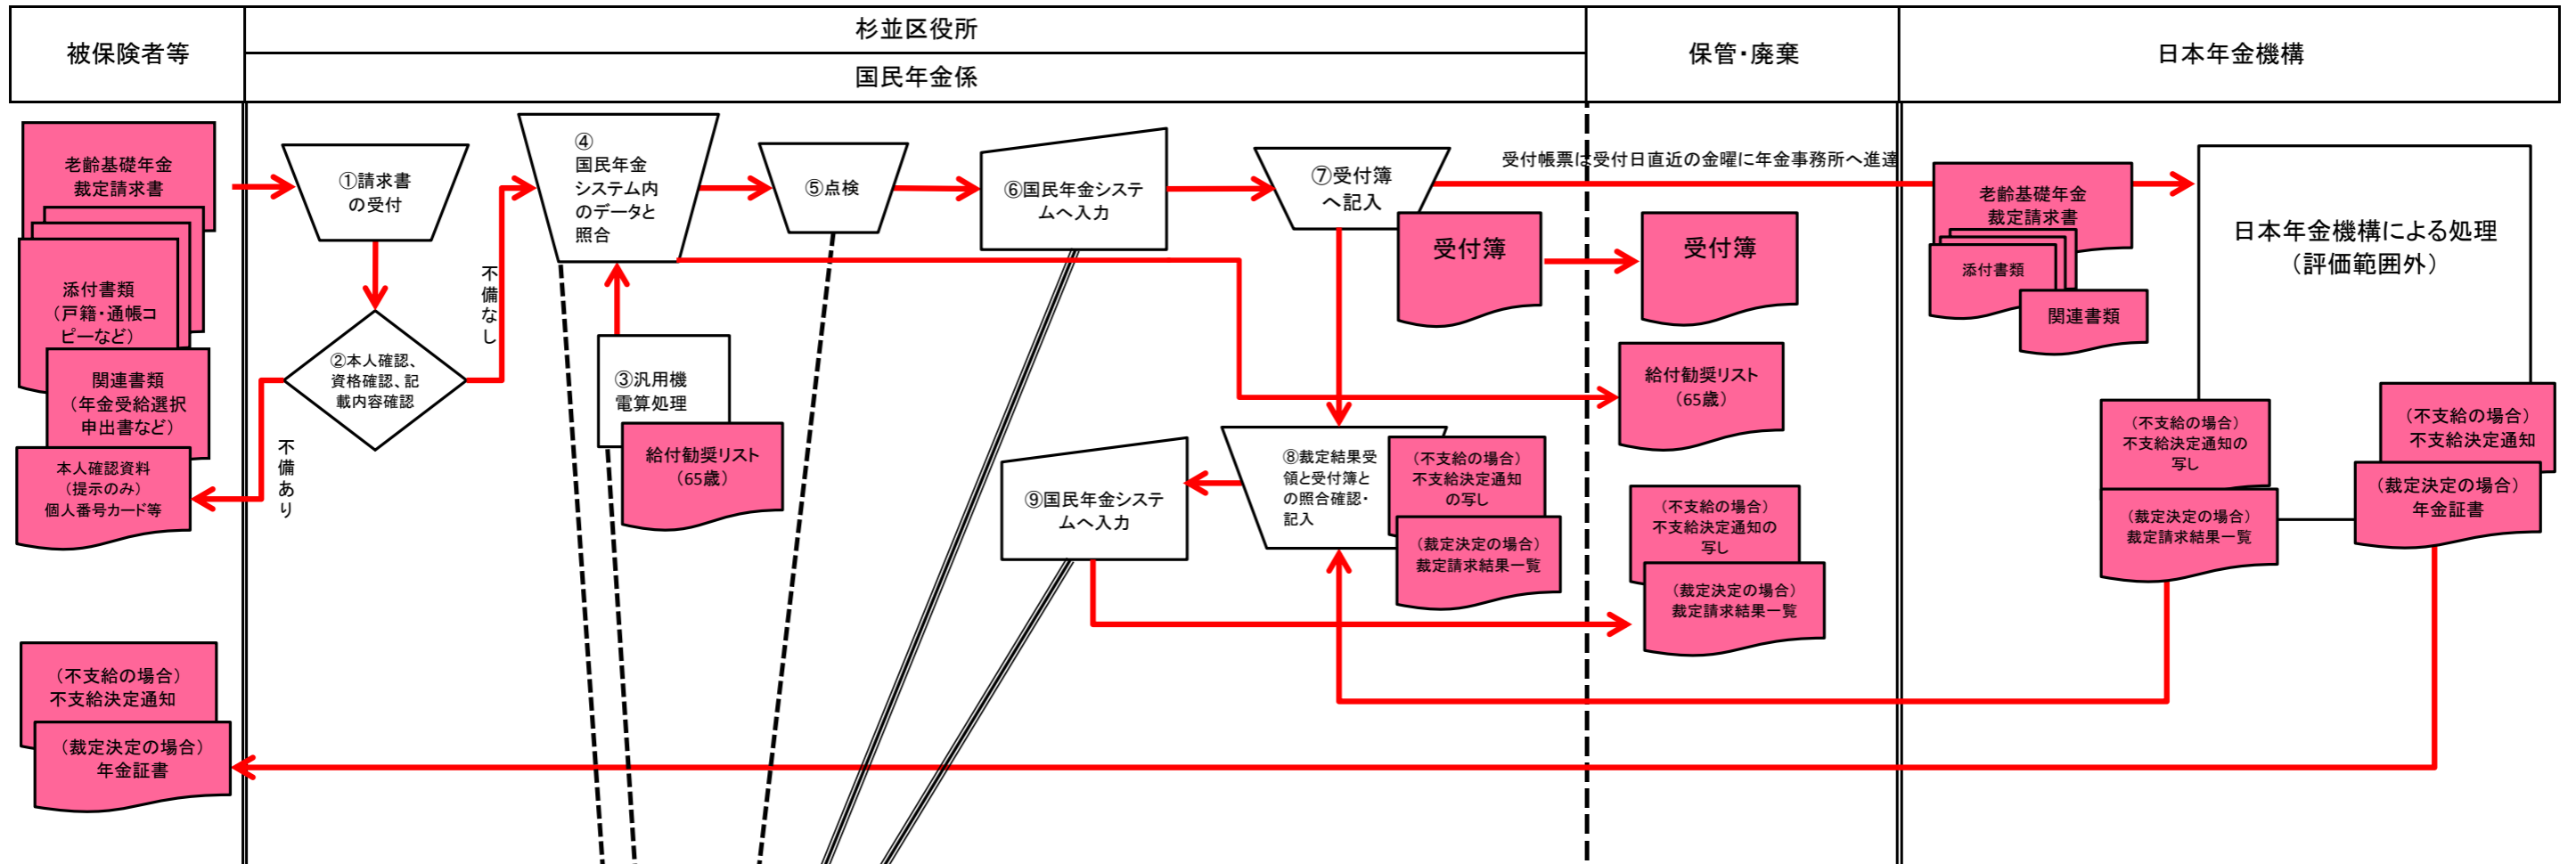 被保険者等
杉並区役所
国民年金係
保管・廃棄
日本年金機構
老齢基礎年金
裁定請求書
添付書類
（戸籍・通帳コ
ピーなど）
関連書類
（年金受給選択
申出書など）
本人確認資料
（提示のみ）
個人番号カード等
（不支給の場合）
不支給決定通知
（裁定決定の場合）
年金証書
①請求書
の受付
②本人確認、
資格確認、記
載内容確認
不備なし
不備あり
④
国民年金
システム内
のデータと
照合
③汎用機
電算処理
給付勧奨リスト
（65歳）
⑤点検
⑥国民年金システ
ムへ入力
⑦受付簿
へ記入
受付簿
受付帳票は受付日直近の金曜に年金事務所へ進達
⑧裁定結果受
領と受付簿と
の照合確認・
記入
（不支給の場合）
不支給決定通知
の写し
（裁定決定の場合）
裁定請求結果一覧
⑨国民年金システ
ムへ入力
受付簿
給付勧奨リスト
（65歳）
（不支給の場合）
不支給決定通知の
写し
（裁定決定の場合）
裁定請求結果一覧
老齢基礎年金
裁定請求書
添付書類
関連書類
日本年金機構による処理
（評価範囲外）
（不支給の場合）
不支給決定通知の
写し
（裁定決定の場合）
裁定請求結果一覧
（不支給の場合）
不支給決定通知
（裁定決定の場合）
年金証書